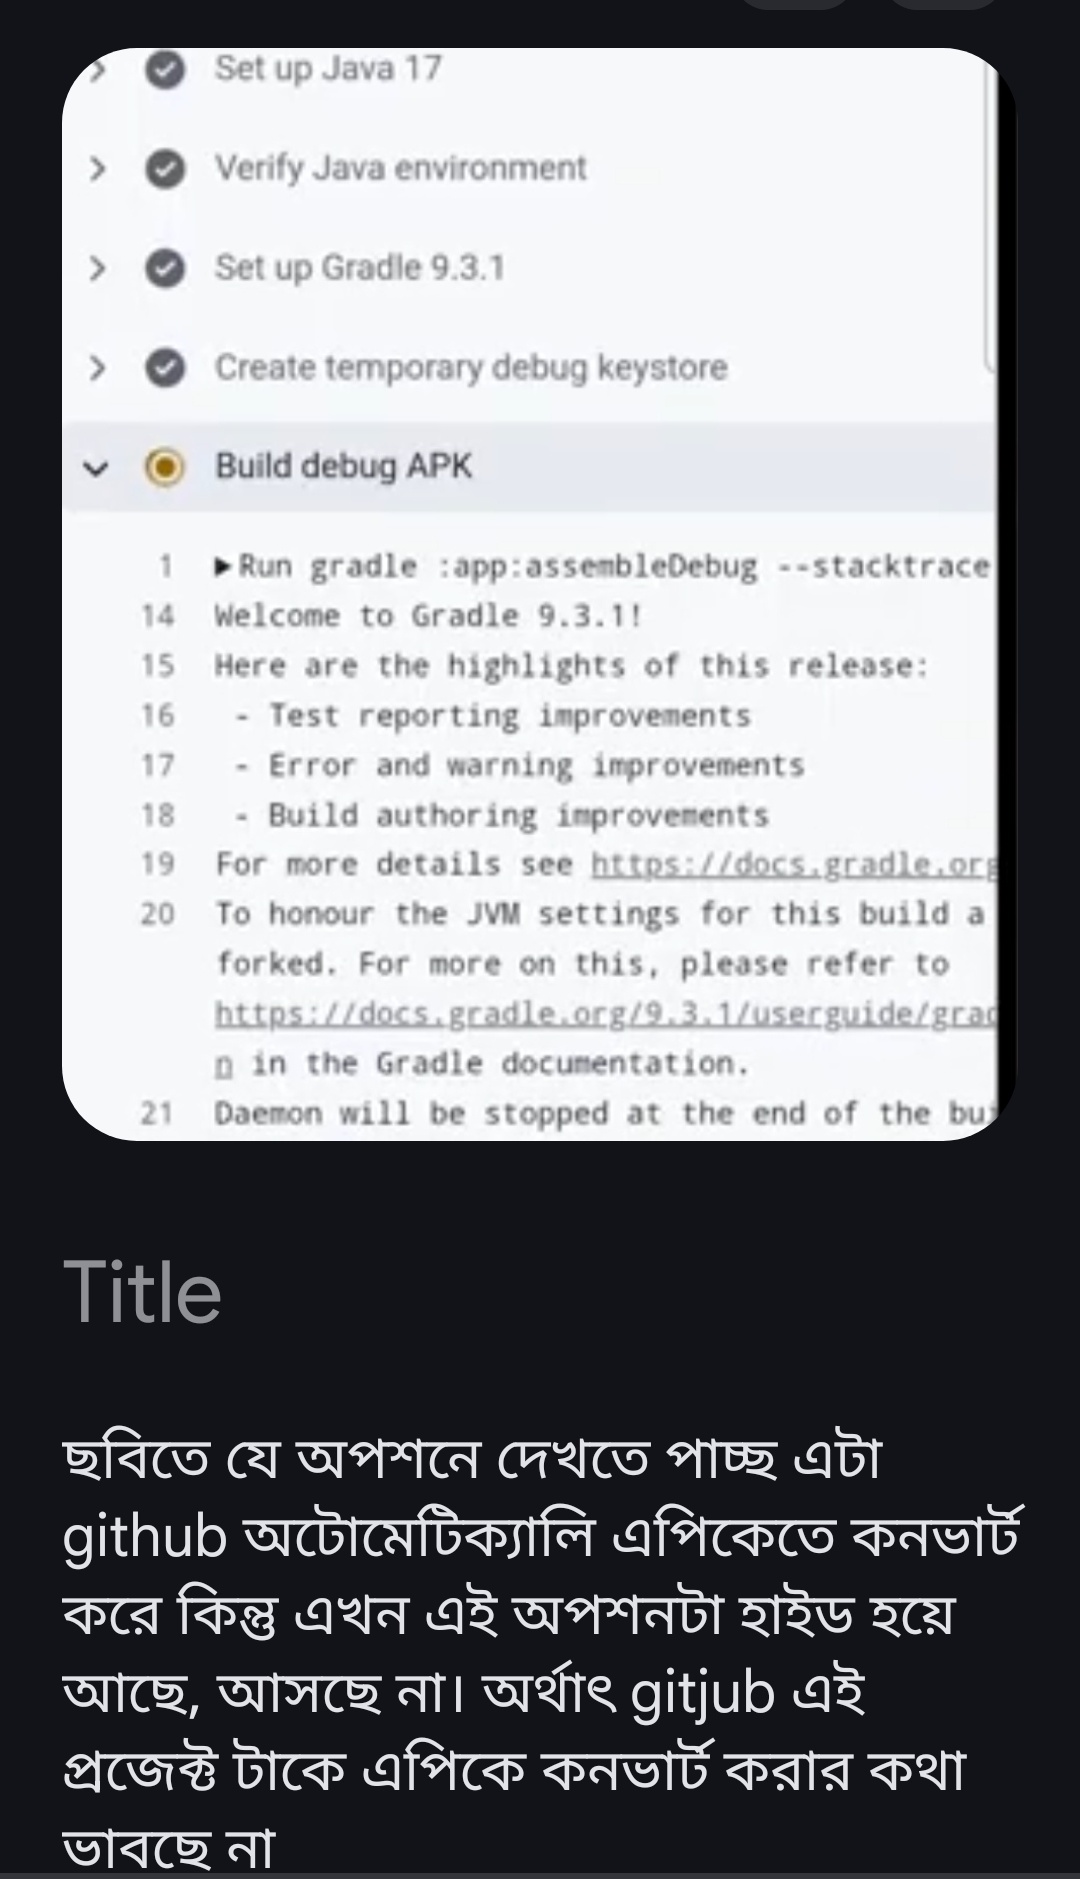 Set up Java 17
Verify Java environment
Set up Gradle 9.3.1
Create temporary debug keystore
Build debug APK
1 ▶Run gradle :app:assembleDebug --stacktrace
14 Welcome to Gradle 9.3.1!
15 Here are the highlights of this release:
16 - Test reporting improvements
17 - Error and warning improvements
18 - Build authoring improvements
19 For more details see https://docs.gradle.org
20 To honour the JVM settings for this build a
forked. For more on this, please refer to
https://docs.gradle.org/9.3.1/userguide/grad
n in the Gradle documentation.
21 Daemon will be stopped at the end of the bui
Title
ছবিতে যে অপশনে দেখতে পাচ্ছ এটা
github অটোমেটিক্যালি এপিকেতে কনভার্ট
করে কিন্তু এখন এই অপশনটা হাইড হয়ে
আছে, আসছে না। অর্থাৎ gitjub এই
প্রজেক্ট টাকে এপিকে কনভার্ট করার কথা
ভাবছে না